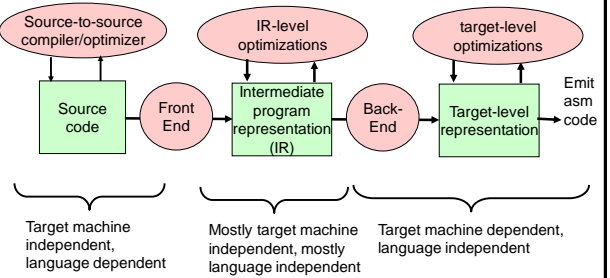 Source-to-source
compiler/optimizer
IR-level
optimizations
target-level
optimizations
Source
code
Front
End
Intermediate
program
representation
(IR)
Back-
End
Target-level
representation
Emit
asm
code
Target machine
independent,
language dependent
Mostly target machine
independent, mostly
language independent
Target machine dependent,
language independent